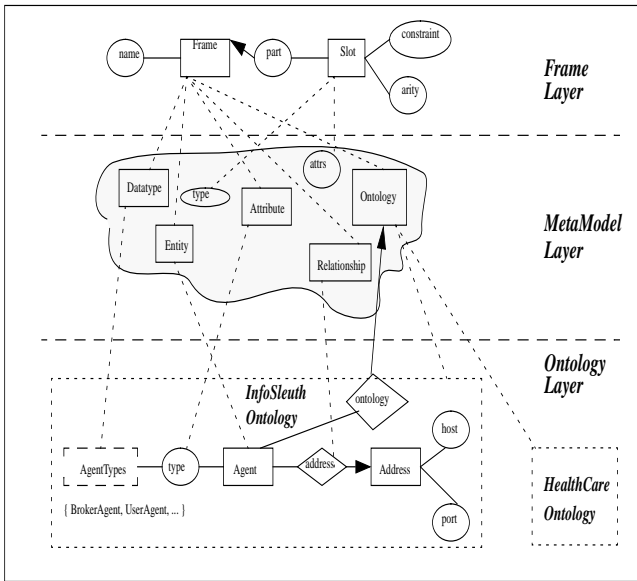 Frame
name
part
Slot
constraint
arity
Frame
Layer
Datatype
type
Attribute
attrs
Ontology
Entity
Relationship
MetaModel
Layer
Ontology
Layer
InfoSleuth
Ontology
ontology
host
AgentTypes
type
Agent
address
Address
port
{ BrokerAgent, UserAgent, ... }
HealthCare
Ontology